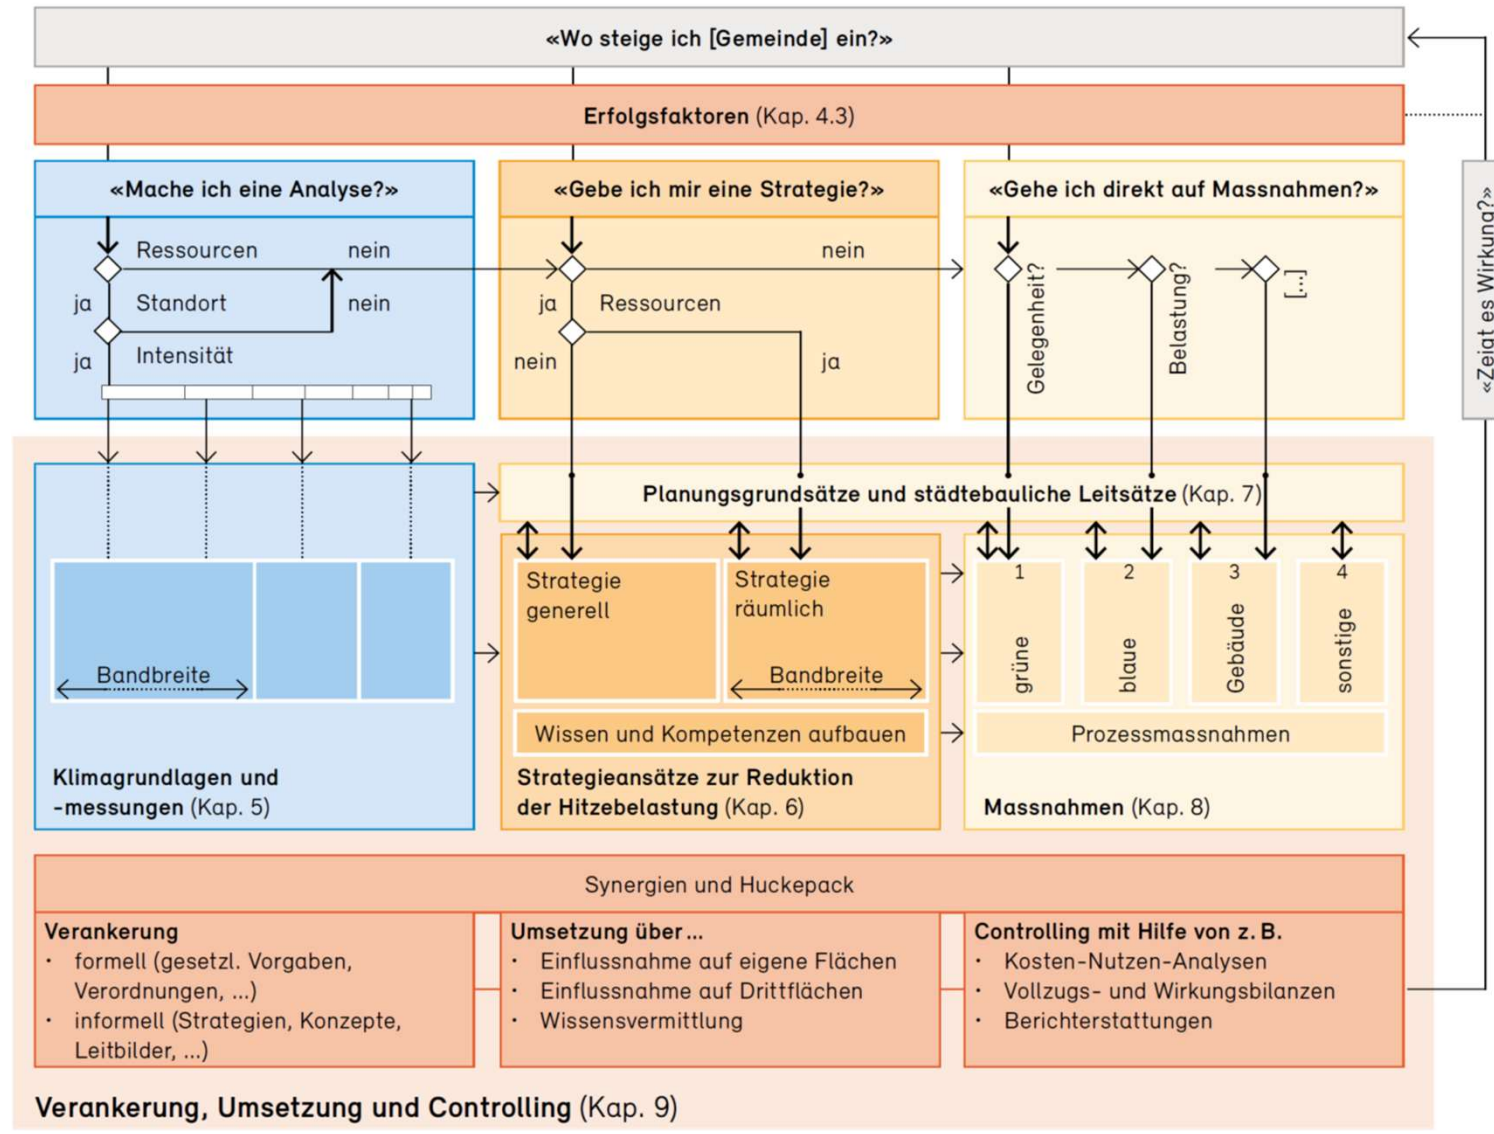 «Wo steige ich [Gemeinde] ein?»
Erfolgsfaktoren (Kap. 4.3)
«Mache ich eine Analyse?»
Ressourcen
nein
ja
Standort
nein
ja
Intensität
«Gebe ich mir eine Strategie?»
nein
ja
Ressourcen
nein
ja
«Gehe ich direkt auf Massnahmen?»
Gelegenheit?
Belastung?
[...]
«Zeigt es Wirkung?»
Bandbreite
Klimagrundlagen und
-messungen (Kap. 5)
Planungsgrundsätze und städtebauliche Leitsätze (Kap. 7)
Strategie
generell
Strategie
räumlich
Bandbreite
Wissen und Kompetenzen aufbauen
Strategieansätze zur Reduktion
der Hitzebelastung (Kap. 6)
1
grüne
2
blaue
3
Gebäude
4
sonstige
Prozessmassnahmen
Massnahmen (Kap. 8)
Synergien und Huckepack
Verankerung
· formell (gesetzl. Vorgaben,
Verordnungen, ...)
· informell (Strategien, Konzepte,
Leitbilder, ...)
Umsetzung über ...
· Einflussnahme auf eigene Flächen
· Einflussnahme auf Drittflächen
· Wissensvermittlung
Controlling mit Hilfe von z. B.
· Kosten-Nutzen-Analysen
· Vollzugs- und Wirkungsbilanzen
· Berichterstattungen
Verankerung, Umsetzung und Controlling (Kap. 9)